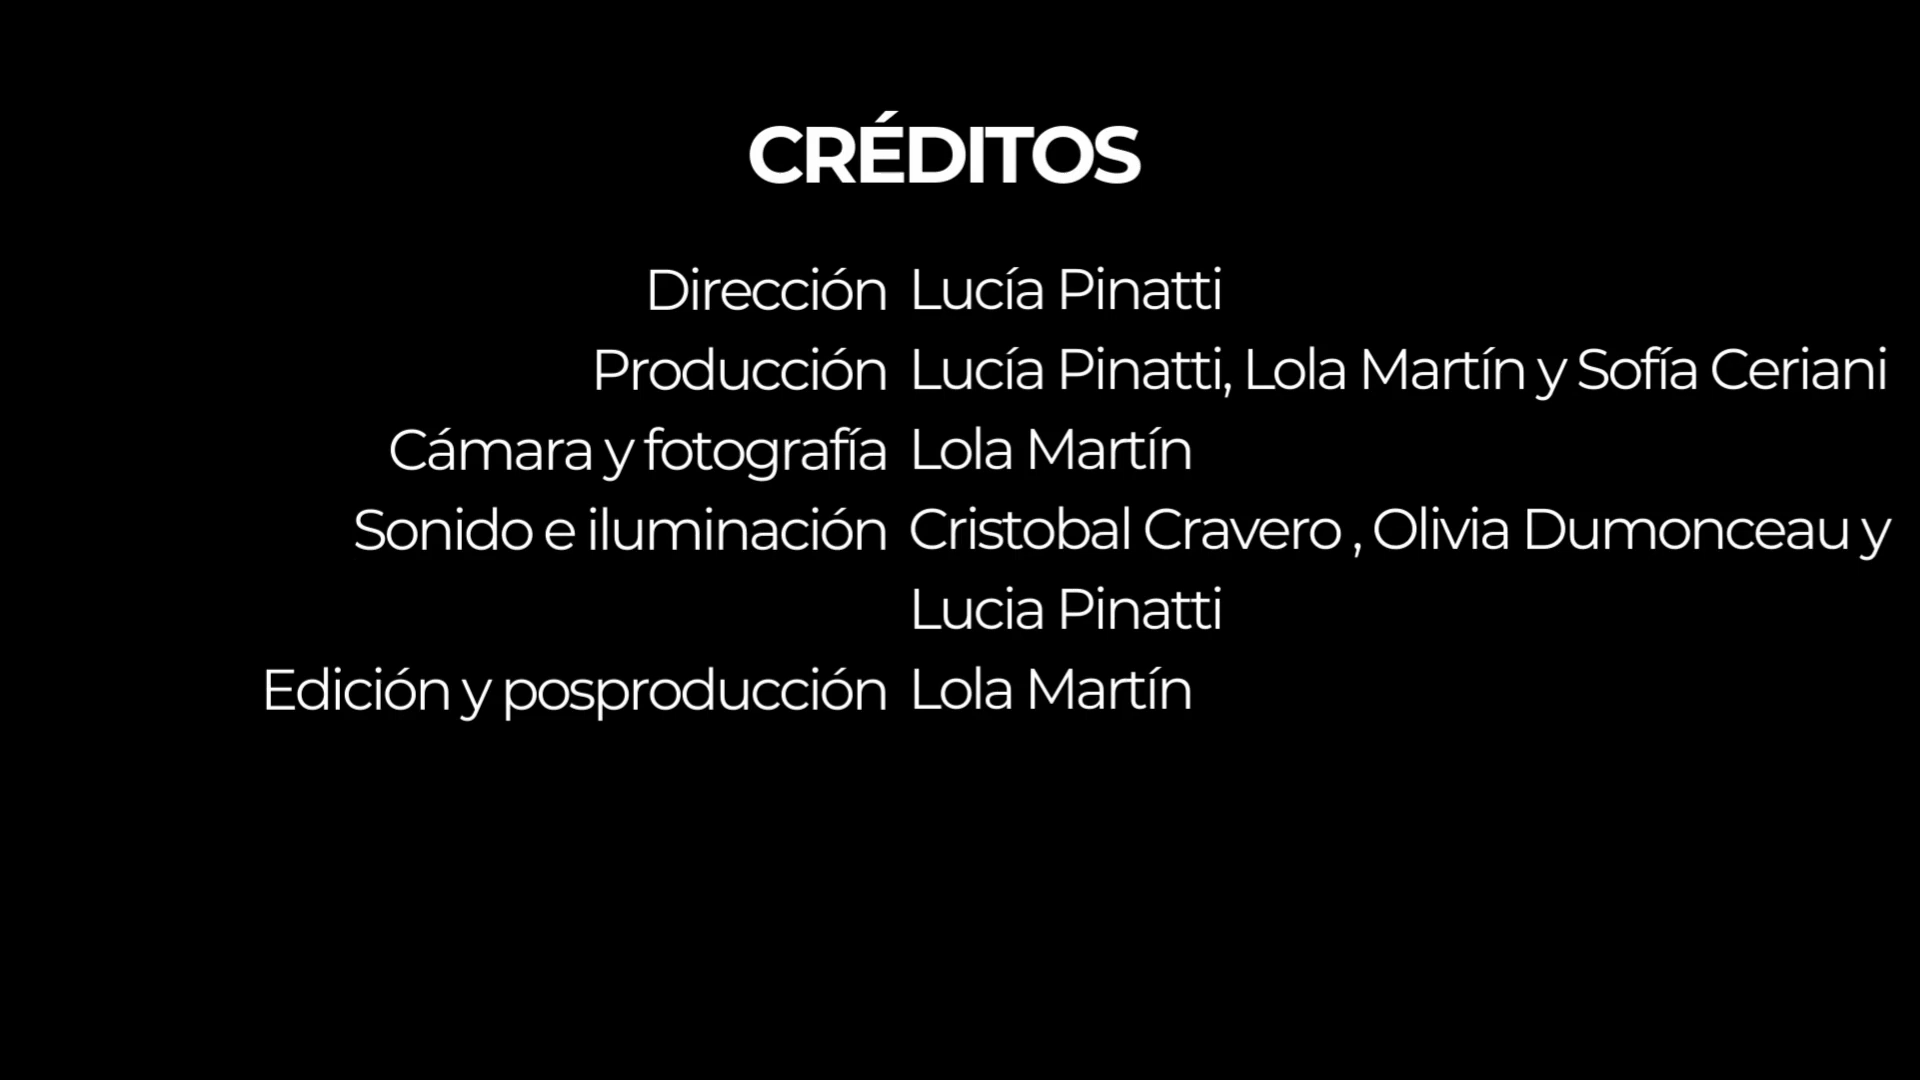 CRÉDITOS
Dirección Lucía Pinatti
Producción Lucía Pinatti, Lola Martín y Sofía Ceriani
Cámara y fotografía Lola Martín
Sonido e iluminación Cristobal Cravero , Olivia Dumonceau y
Lucia Pinatti
Edición y posproducción Lola Martín